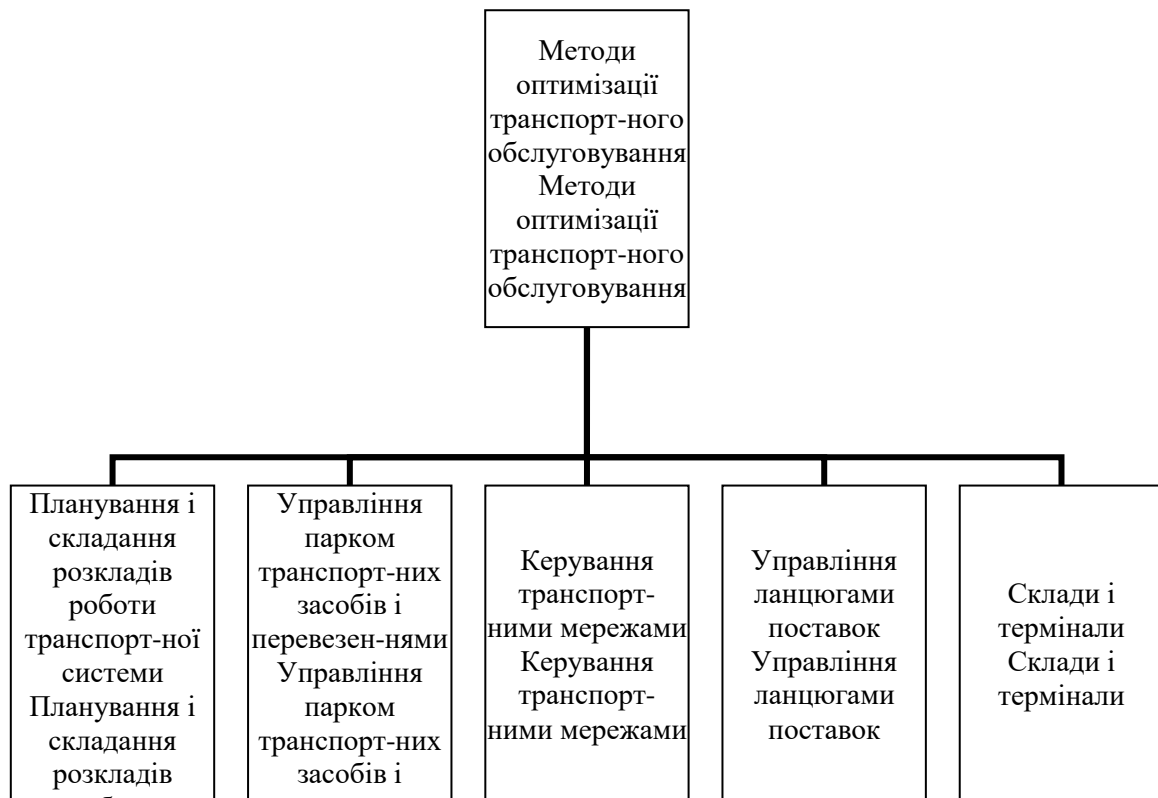 Методи
оптимізації
транспорт-ного
обслуговування
Методи
оптимізації
транспорт-ного
обслуговування
Планування і
складання
розкладів
роботи
транспорт-ної
системи
Планування і
складання
розкладів
Управління
парком
транспорт-них
засобів і
перевезен-нями
Управління
парком
транспорт-них
засобів і
Керування
транспорт-
ними мережами
Керування
транспорт-
ними мережами
Управління
ланцюгами
поставок
Управління
ланцюгами
поставок
Склади і
термінали
Склади і
термінали